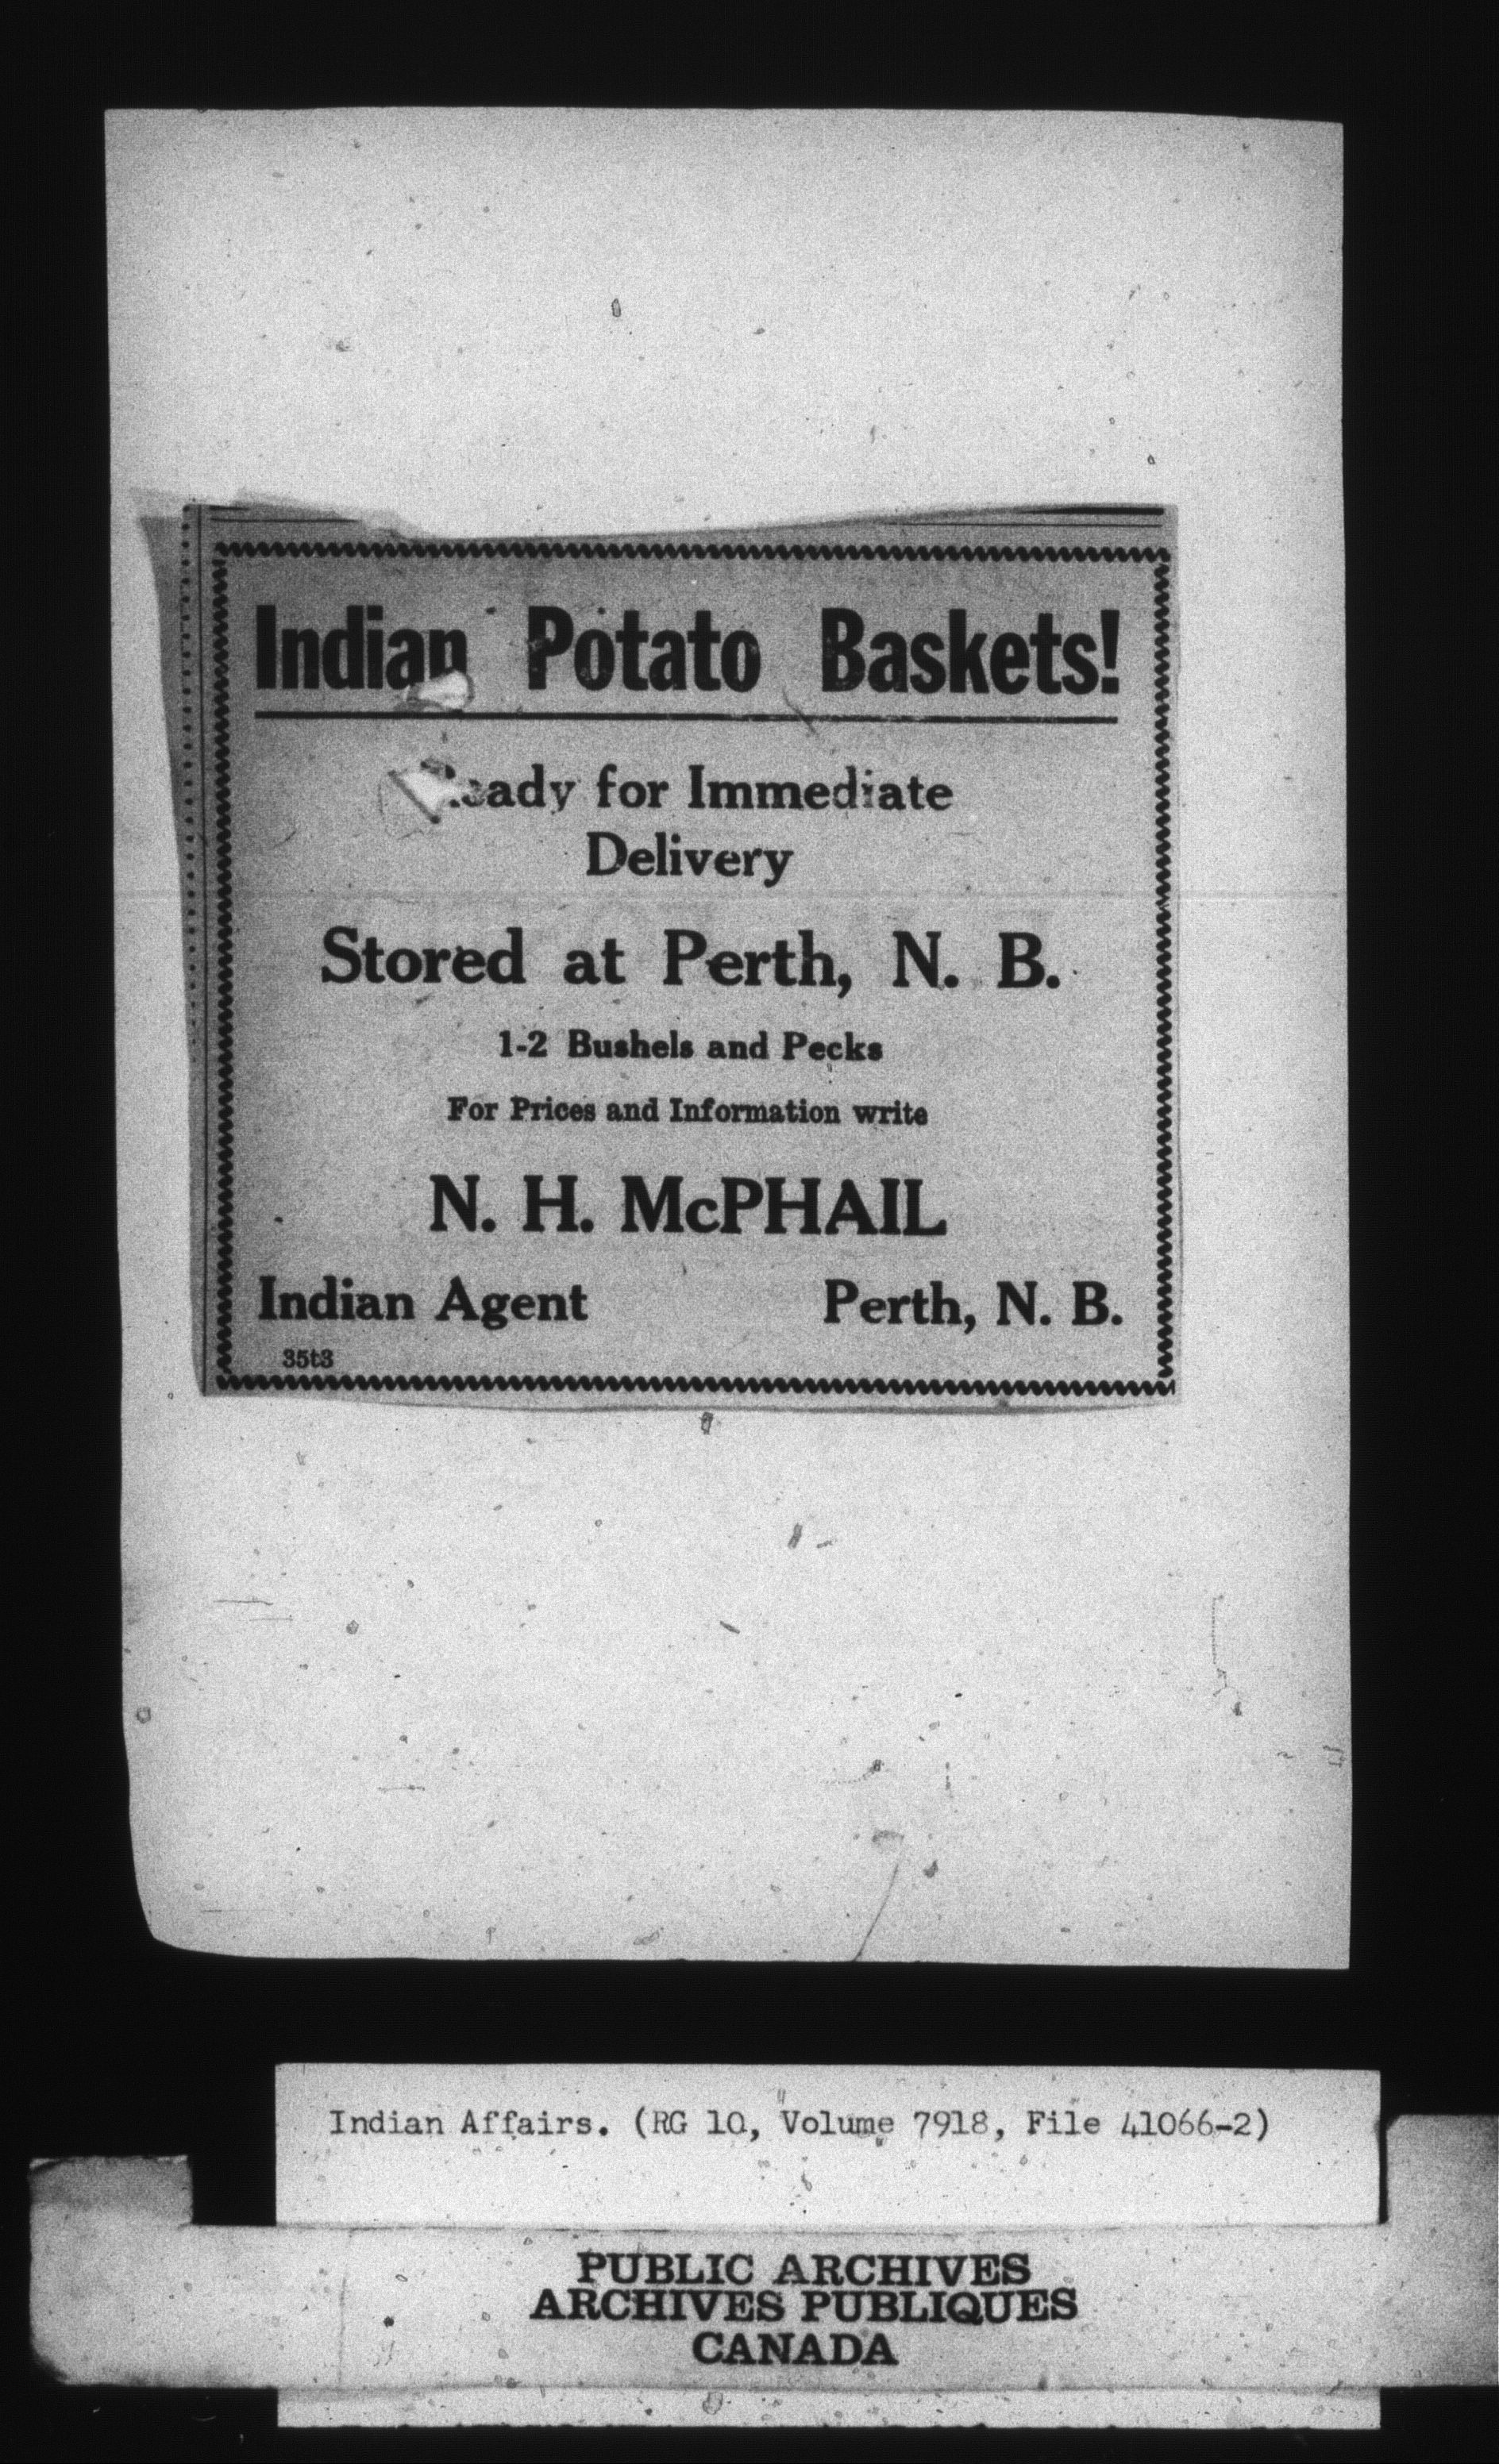 Indian Potato Baskets!
Ready for Immediate
Delivery
Stored at Perth, N. B.
1-2 Bushels and Pecks
For Prices and Information write
N. H. McPHAIL
Indian Agent Perth, N. B.
35t3
Indian Affairs. (RG 10, Volume 7918, File 41066-2)
PUBLIC ARCHIVES
ARCHIVES PUBLIQUES
CANADA